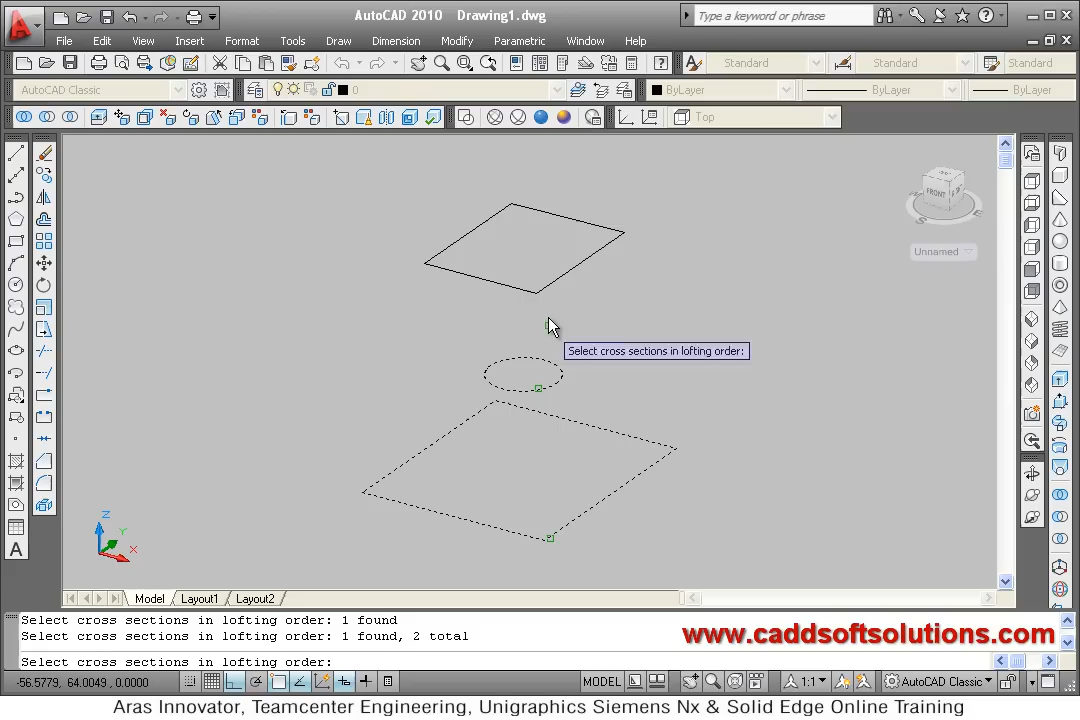 AutoCAD 2010 Drawing1.dwg
Type a keyword or phrase
File Edit View Insert Format Tools Draw Dimension Modify Parametric Window Help
Standard Standard Standard
AutoCAD Classic 0 ByLayer ByLayer ByLayer
Top
FRONT
S E
Unnamed
Select cross sections in lofting order:
Z
Y
X
A
Model Layout1 Layout2
Select cross sections in lofting order: 1 found
Select cross sections in lofting order: 1 found, 2 total
www.caddsoftsolutions.com
Select cross sections in lofting order:
-56.5779, 64.0049, 0.0000 MODEL 1:1 AutoCAD Classic
Aras Innovator, Teamcenter Engineering, Unigraphics Siemens Nx & Solid Edge Online Training